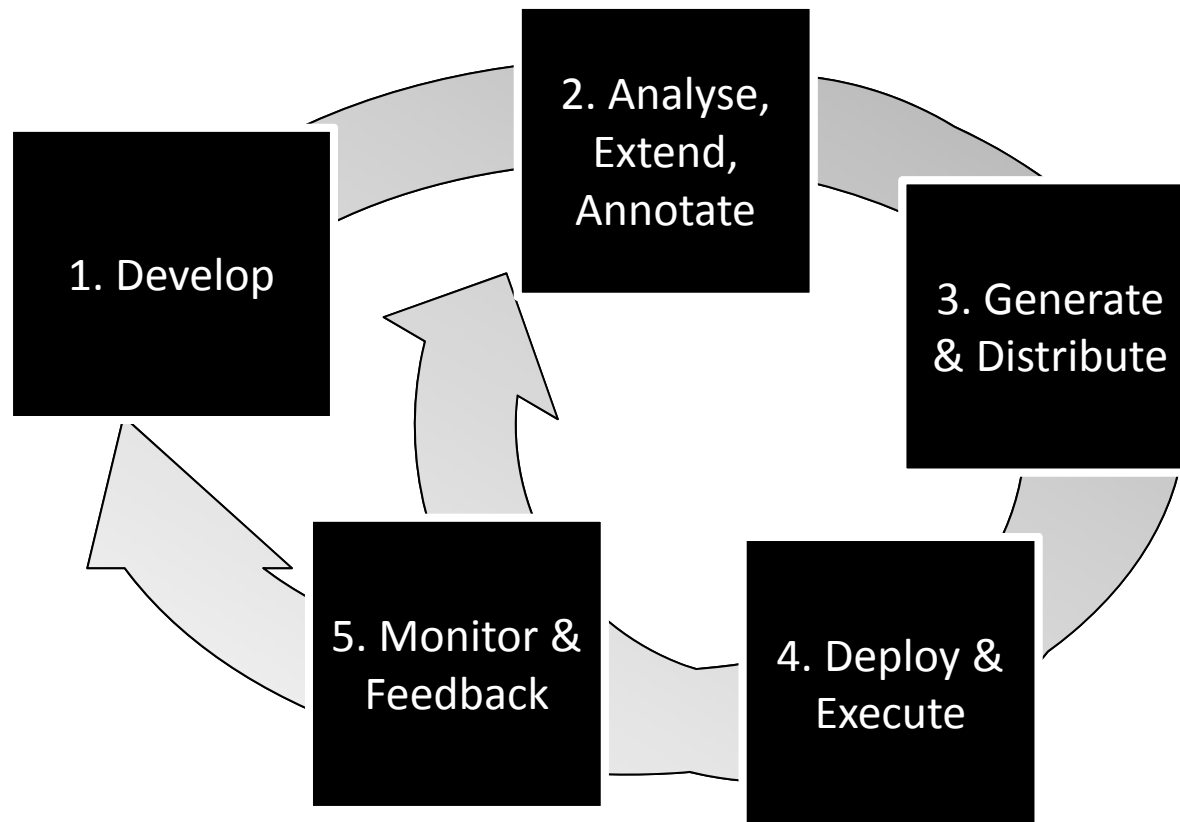 1. Develop
2. Analyse,
Extend,
Annotate
3. Generate
& Distribute
4. Deploy &
Execute
5. Monitor &
Feedback